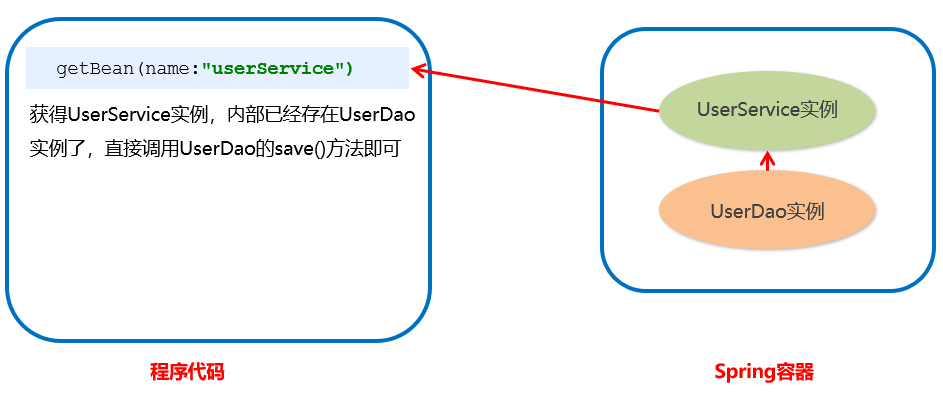 getBean(name:"userService")
获得UserService实例，内部已经存在UserDao
实例了，直接调用UserDao的save()方法即可
UserService实例
UserDao实例
程序代码
Spring容器